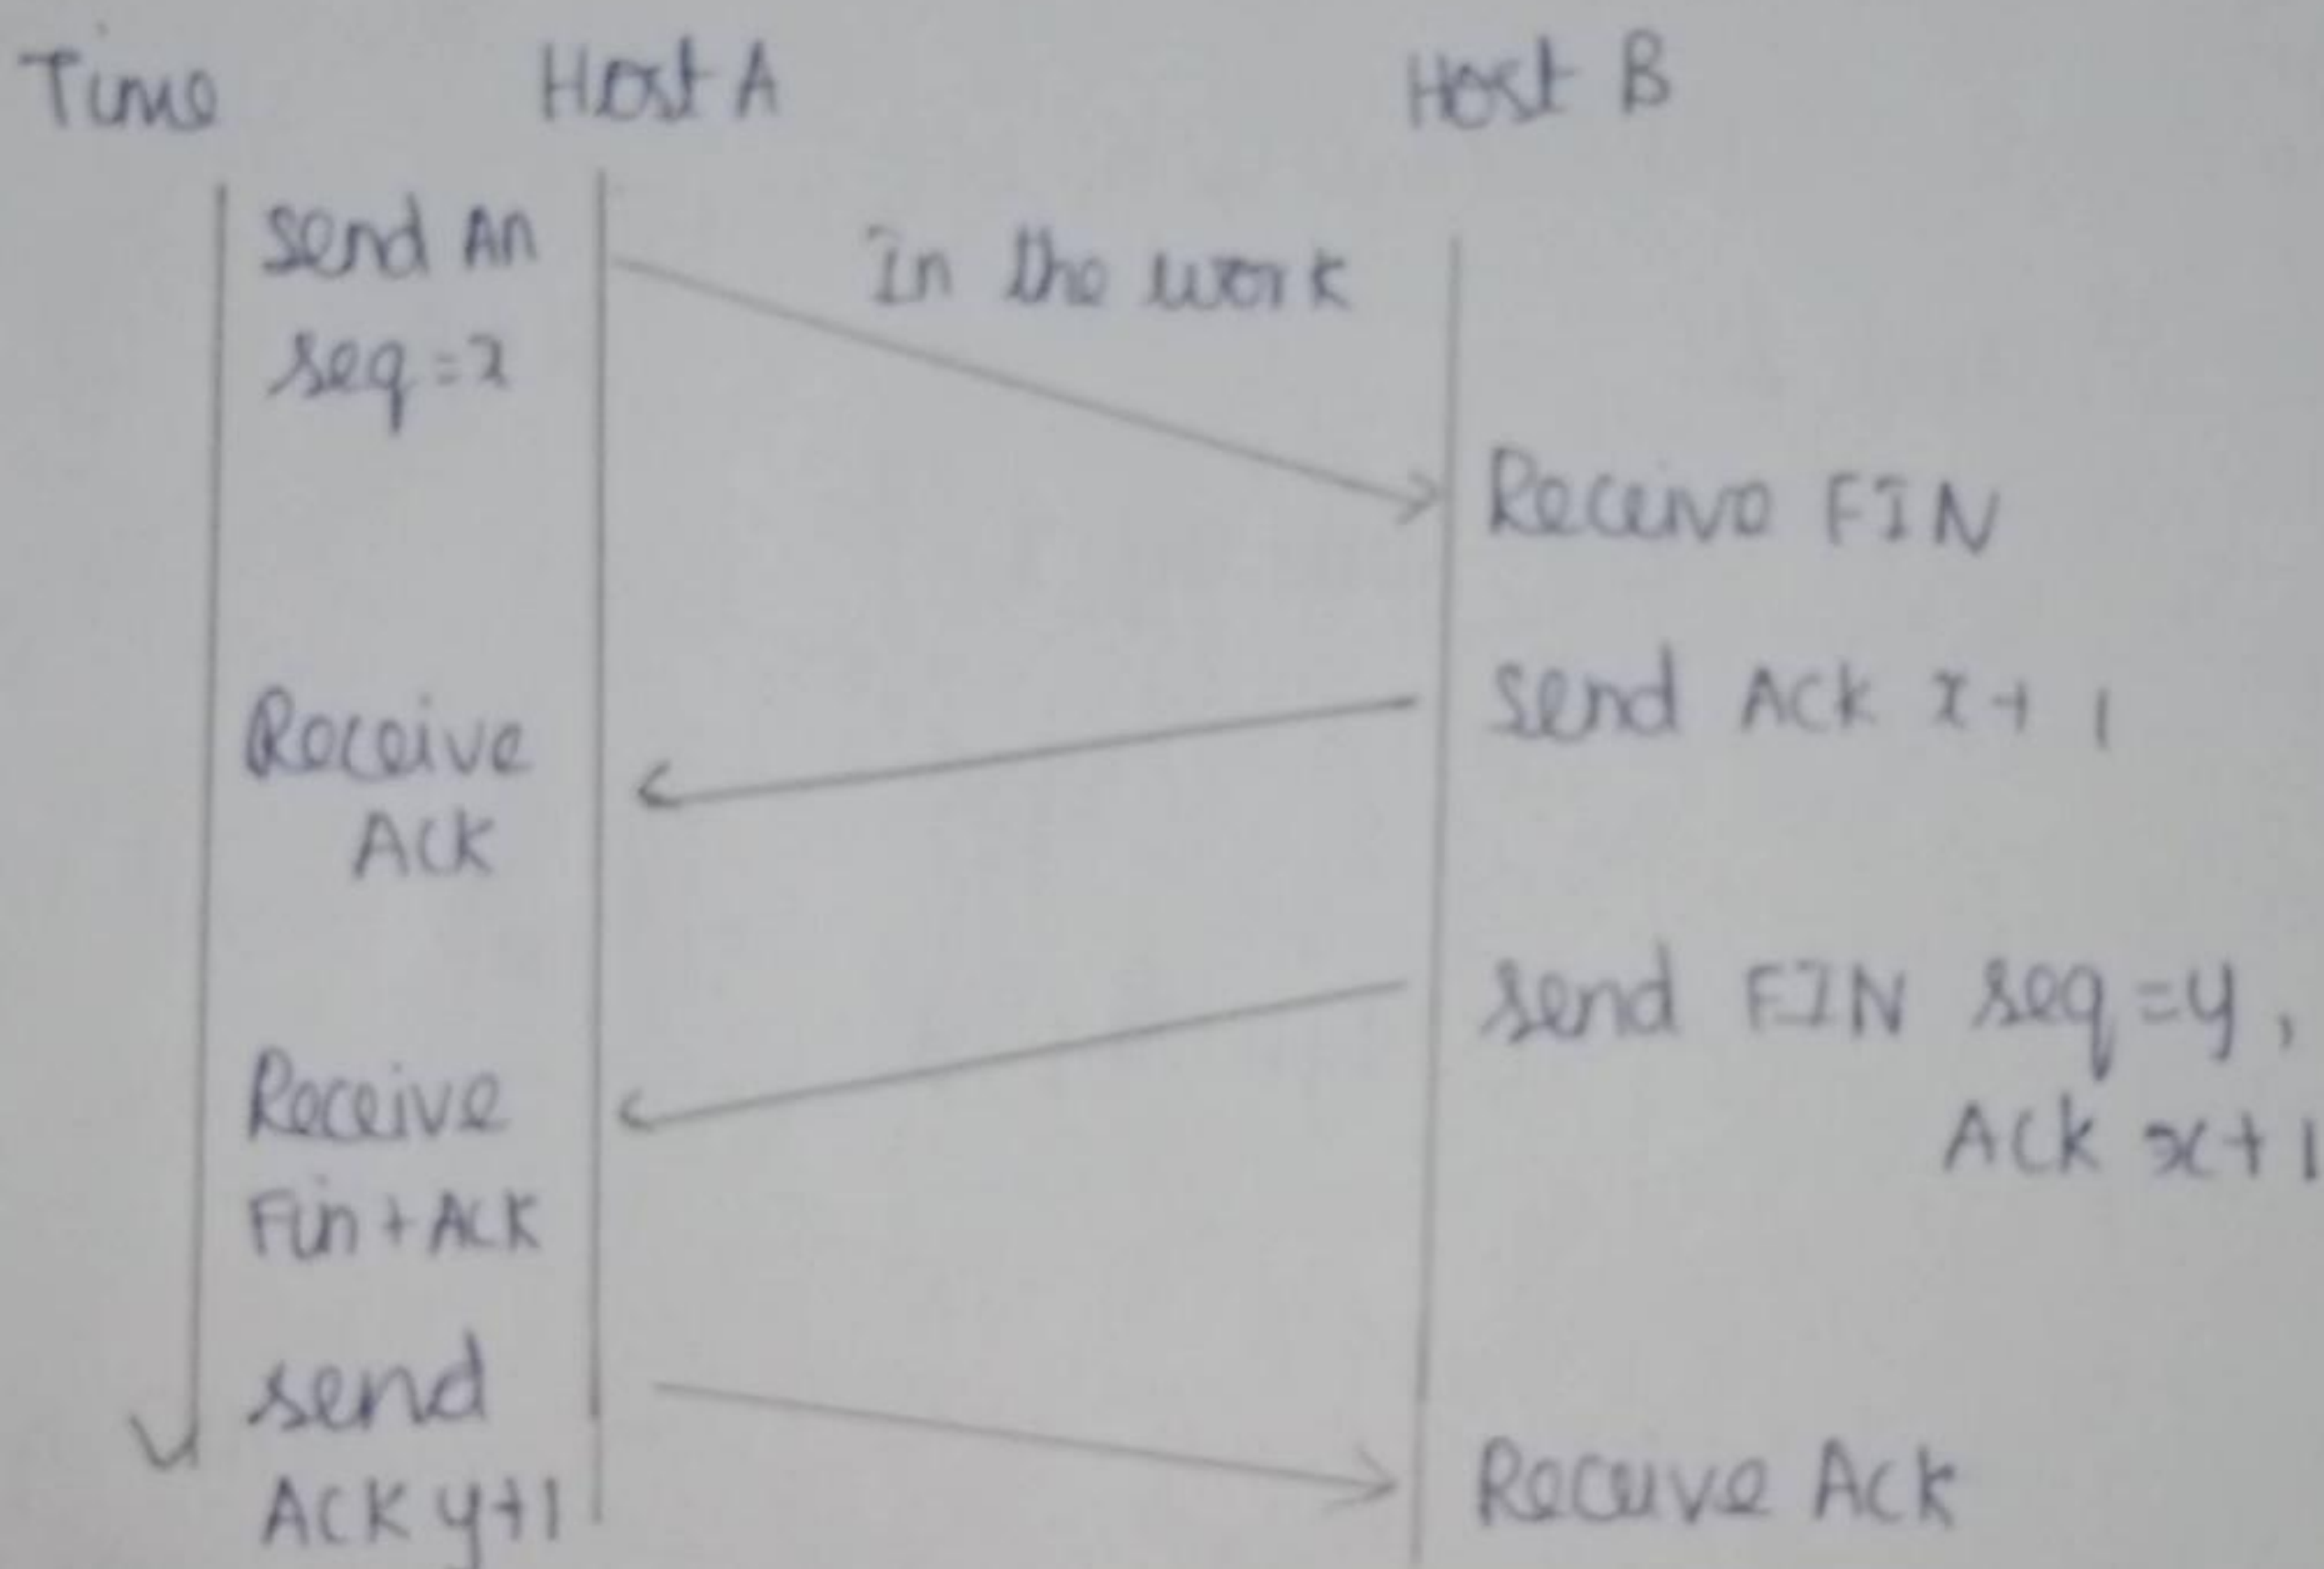 Time Host A Host B
send An In the work
seq = x
Receive FIN
send Ack x + 1
Receive
Ack
send FIN seq = y ,
Receive Ack x + 1
Fin + ACK
send
ACK y+1 Receive Ack